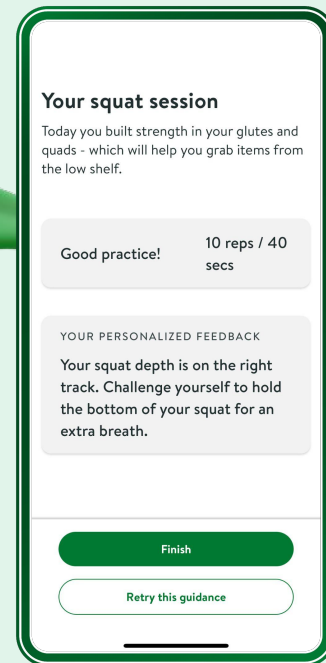 Your squat session
Today you built strength in your glutes and
quads - which will help you grab items from
the low shelf.
Good practice!
10 reps / 40
secs
YOUR PERSONALIZED FEEDBACK
Your squat depth is on the right
track. Challenge yourself to hold
the bottom of your squat for an
extra breath.
Finish
Retry this guidance